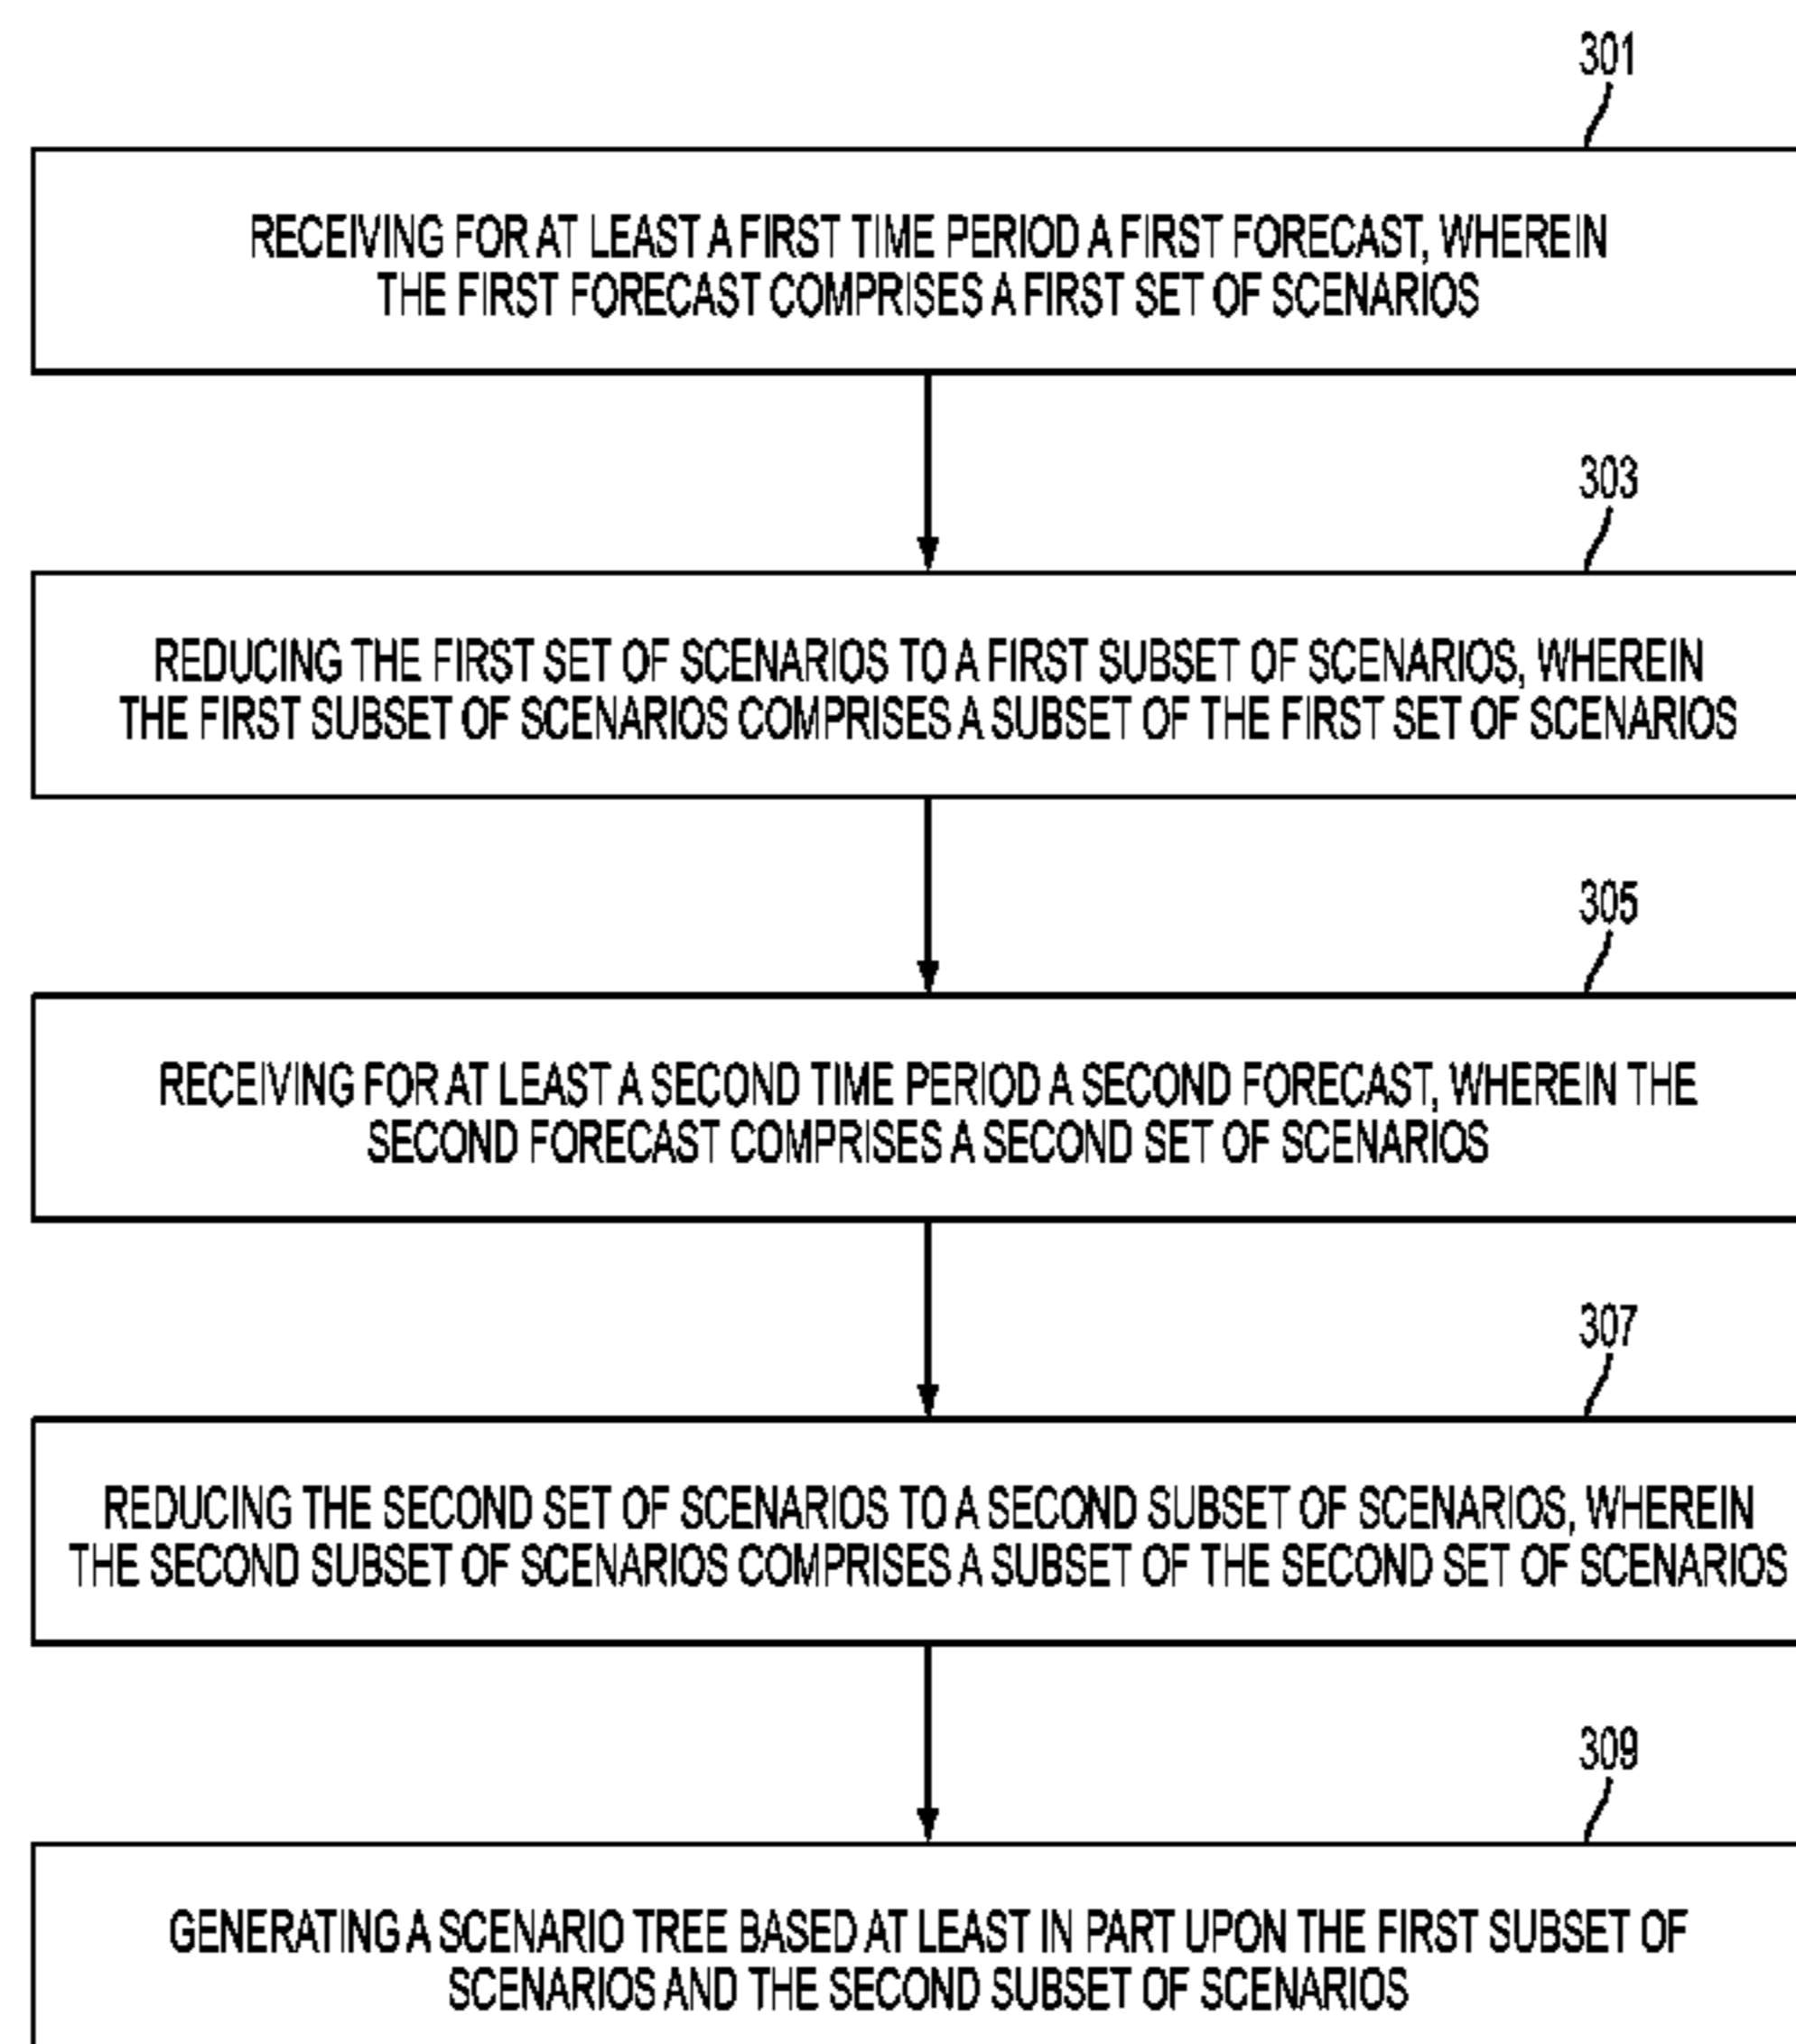 301
RECEIVING FOR AT LEAST A FIRST TIME PERIOD A FIRST FORECAST, WHEREIN
THE FIRST FORECAST COMPRISES A FIRST SET OF SCENARIOS
303
REDUCING THE FIRST SET OF SCENARIOS TO A FIRST SUBSET OF SCENARIOS, WHEREIN
THE FIRST SUBSET OF SCENARIOS COMPRISES A SUBSET OF THE FIRST SET OF SCENARIOS
305
RECEIVING FOR AT LEAST A SECOND TIME PERIOD A SECOND FORECAST, WHEREIN THE
SECOND FORECAST COMPRISES A SECOND SET OF SCENARIOS
307
REDUCING THE SECOND SET OF SCENARIOS TO A SECOND SUBSET OF SCENARIOS, WHEREIN
THE SECOND SUBSET OF SCENARIOS COMPRISES A SUBSET OF THE SECOND SET OF SCENARIOS
309
GENERATING A SCENARIO TREE BASED AT LEAST IN PART UPON THE FIRST SUBSET OF
SCENARIOS AND THE SECOND SUBSET OF SCENARIOS